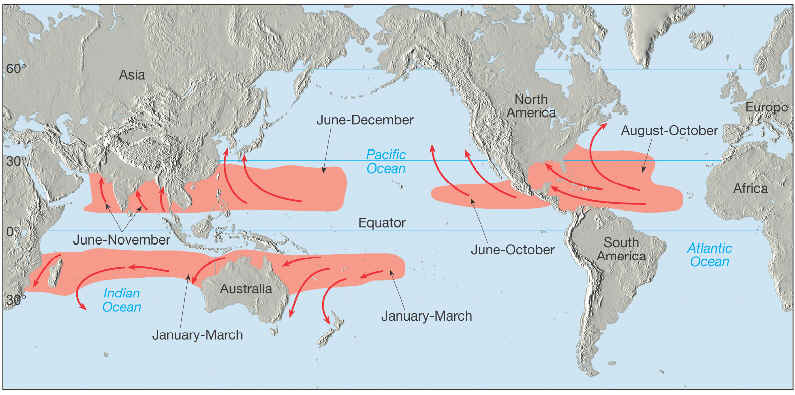 60°
Asia
North
America
Europe
June-December
August-October
Pacific
Ocean
30°
Africa
Equator
June-November
0°
June-October
South
America
Atlantic
Ocean
Australia
Indian
Ocean
30°
January-March
January-March